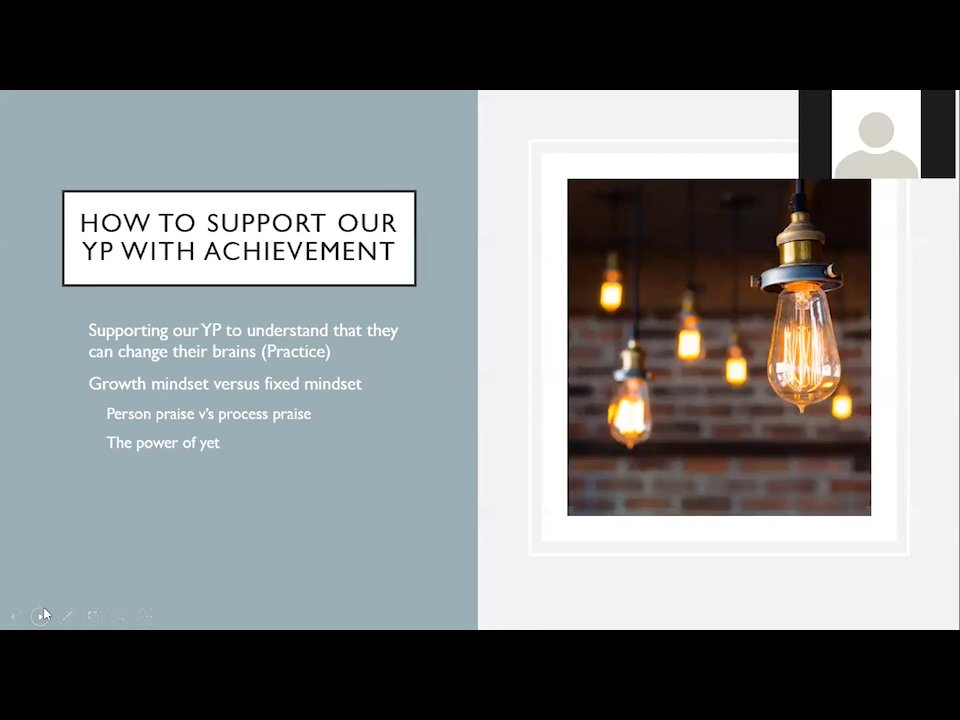 HOW TO SUPPORT OUR
YP WITH ACHIEVEMENT
Supporting our YP to understand that they
can change their brains (Practice)
Growth mindset versus fixed mindset
Person praise v's process praise
The power of yet